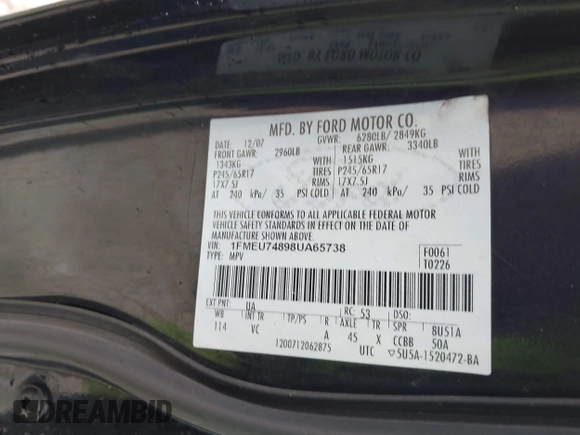 MFD. BY FORD MOTOR CO.
MFD. BY FORD MOTOR CO.
DATE: 12/07 GVWR: 6280LB/ 2849KG
FRONT GAWR: 2960LB REAR GAWR: 3340LB
1343KG WITH 1515KG WITH
P245/65R17 TIRES P245/65R17 TIRES
17X7.5J RIMS 17X7.5J RIMS
AT 240 kPa/ 35 PSI COLD AT 240 kPa/ 35 PSI COLD
THIS VEHICLE CONFORMS TO ALL APPLICABLE FEDERAL MOTOR
VEHICLE SAFETY STANDARDS IN EFFECT ON THE DATE OF
MANUFACTURE SHOWN ABOVE.
VIN: 1FMEU74898UA65738
TYPE: MPV
F0061
T0226
EXT PNT: UA RC: 53 DSO:
WB INT TR TP/PS R AXLE TR SPR 8U51A
114 VC A 45 X CCBB 50A
1200712062875 UTC ▽5U5A-1520472-BA
DREAMBID